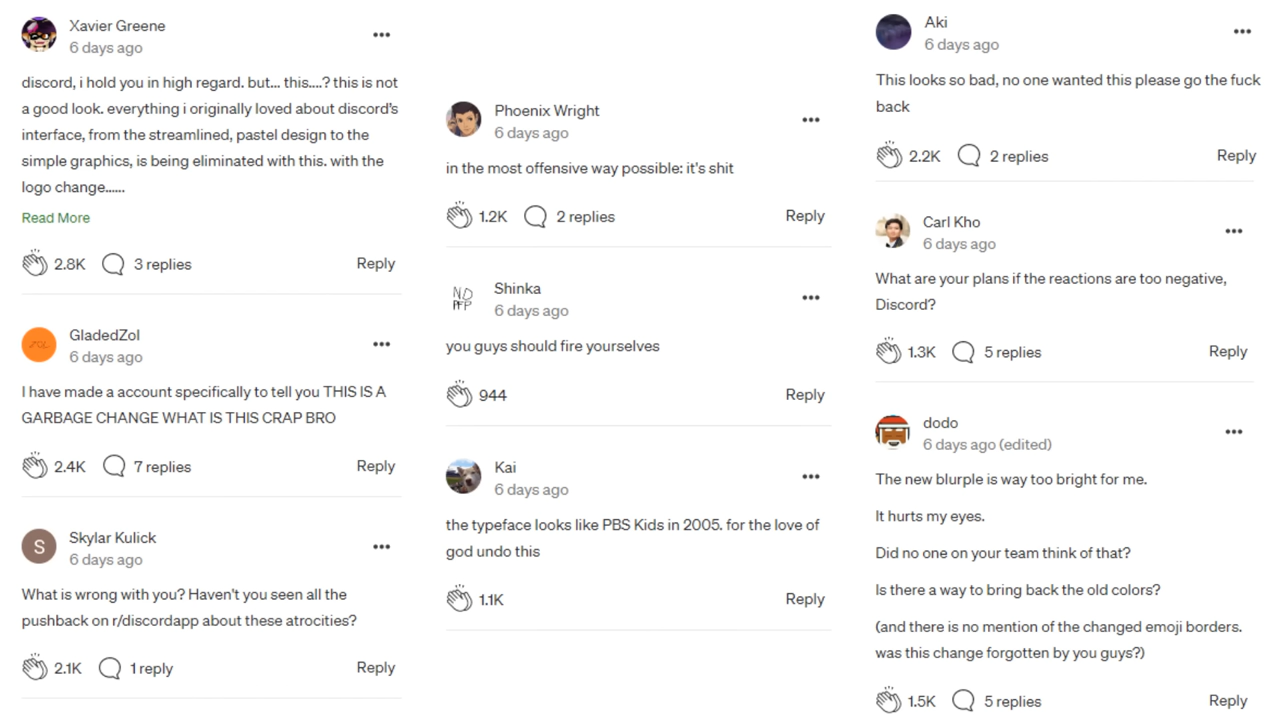 Xavier Greene
6 days ago
discord, i hold you in high regard. but... this....? this is not
a good look. everything i originally loved about discord's
interface, from the streamlined, pastel design to the
simple graphics, is being eliminated with this. with the
logo change......
Read More
2.8K 3 replies Reply
GladedZol
6 days ago
I have made a account specifically to tell you THIS IS A
GARBAGE CHANGE WHAT IS THIS CRAP BRO
2.4K 7 replies Reply
S
Skylar Kulick
6 days ago
What is wrong with you? Haven't you seen all the
pushback on r/discordapp about these atrocities?
2.1K 1 reply Reply
Phoenix Wright
6 days ago
in the most offensive way possible: it's shit
1.2K 2 replies Reply
NO
PFP
Shinka
6 days ago
you guys should fire yourselves
944 Reply
Kai
6 days ago
the typeface looks like PBS Kids in 2005. for the love of
god undo this
1.1K Reply
Aki
6 days ago
This looks so bad, no one wanted this please go the fuck
back
2.2K 2 replies Reply
Carl Kho
6 days ago
What are your plans if the reactions are too negative,
Discord?
1.3K 5 replies Reply
dodo
6 days ago (edited)
The new blurple is way too bright for me.
It hurts my eyes.
Did no one on your team think of that?
Is there a way to bring back the old colors?
(and there is no mention of the changed emoji borders.
was this change forgotten by you guys?)
1.5K 5 replies Reply